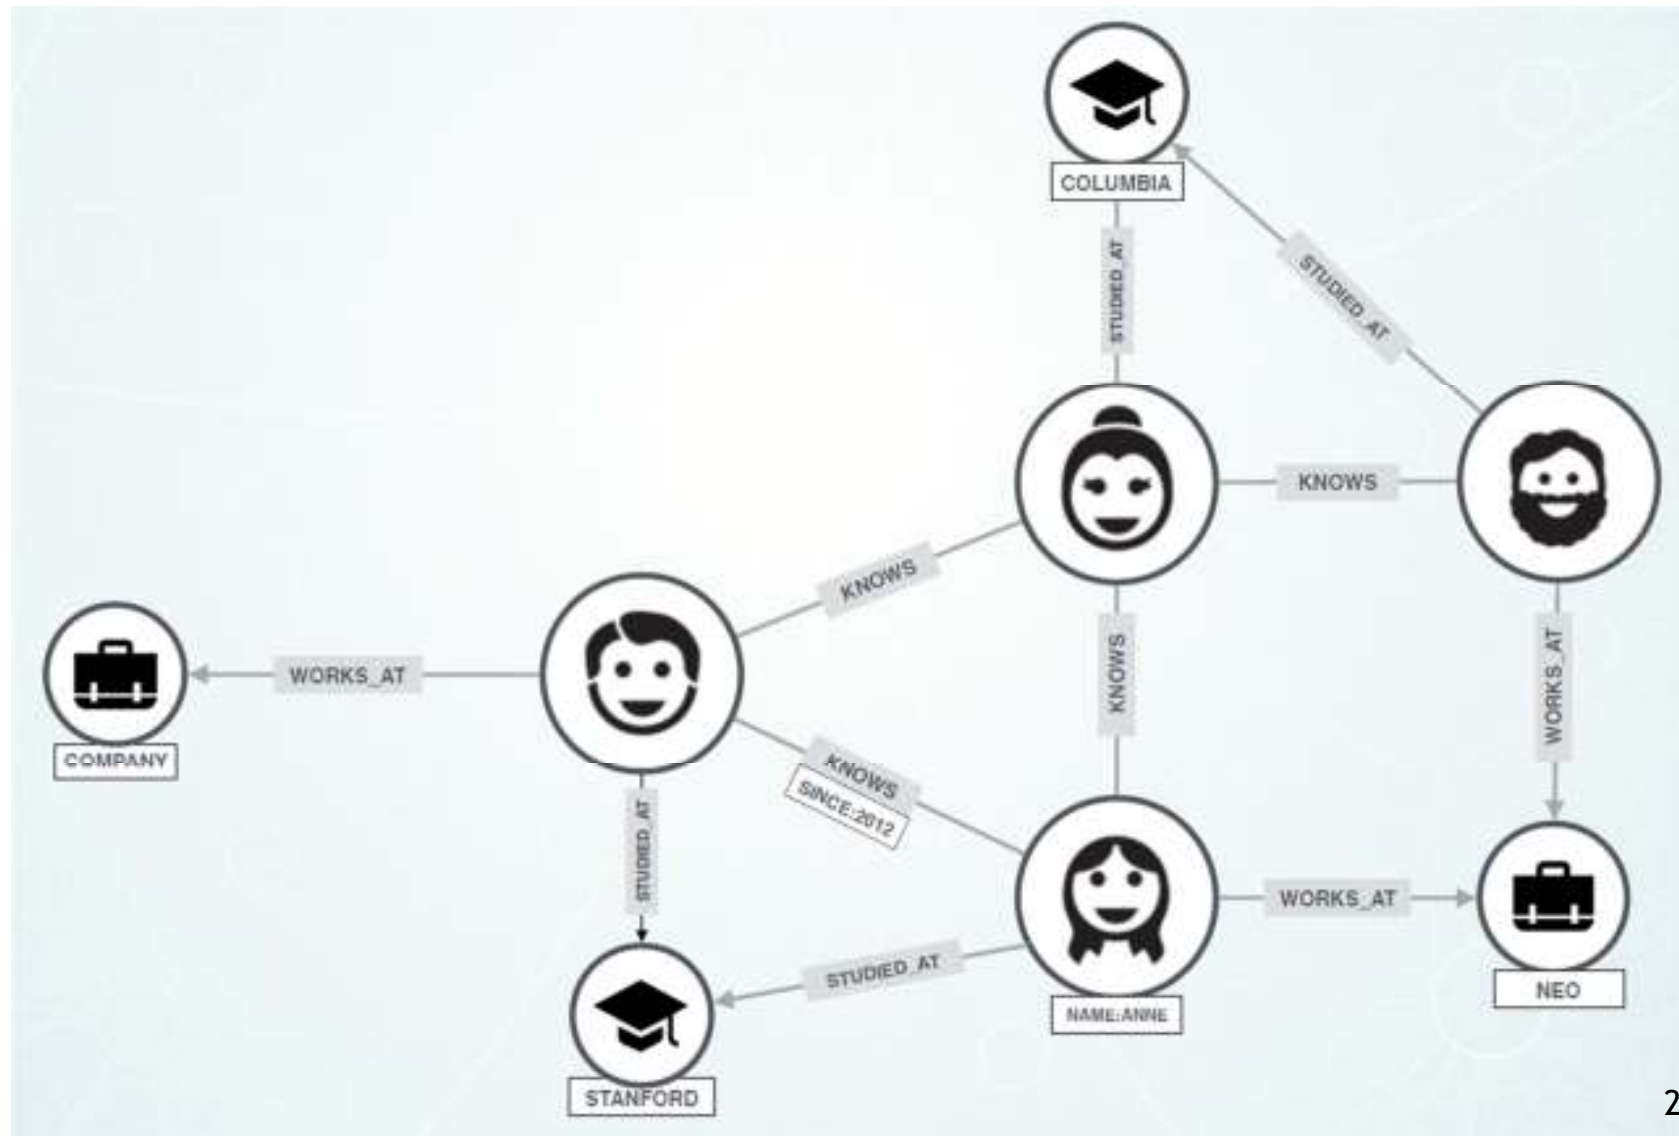 COLUMBIA
STUDIED_AT
STUDIED_AT
KNOWS
KNOWS
KNOWS
WORKS_AT
WORKS_AT
COMPANY
KNOWS
SINCE:2012
STUDIED_AT
WORKS_AT
STUDIED_AT
NAME:ANNE
NEO
STANFORD
2